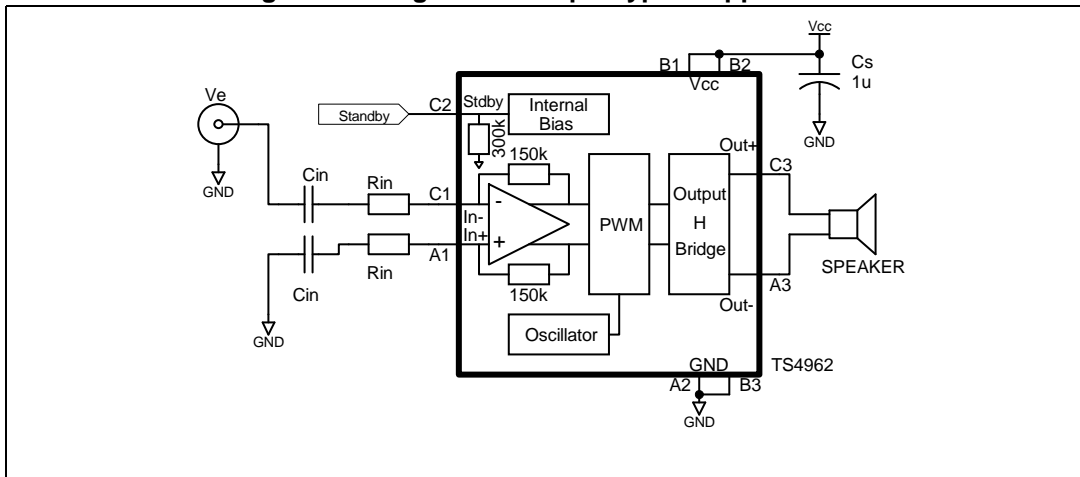 Vcc
B1
B2
Vcc
Cs
1u
GND
Ve
GND
Standby
C2
Stdby
300k
Internal
Bias
150k
Out+
C3
Cin
Rin
C1
In-
In+
-
+
PWM
Output
H
Bridge
SPEAKER
A1
Rin
Cin
150k
A3
Out-
GND
Oscillator
GND
TS4962
A2
B3
GND